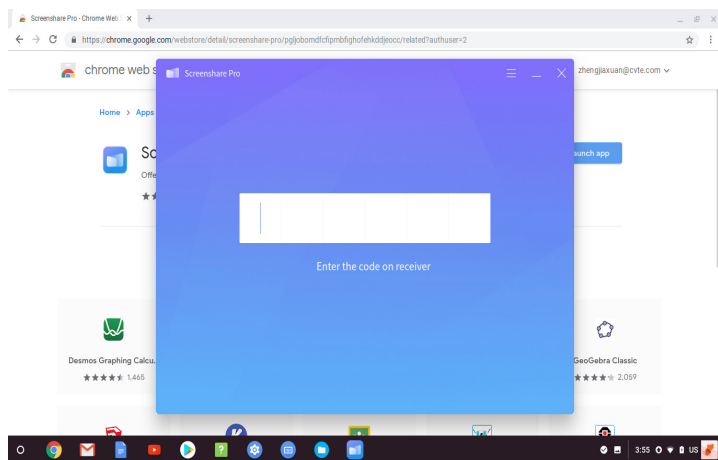 Screenshare Pro - Chrome Web
https://chrome.google.com/webstore/detail/screenshare-pro/pgljobomdfcfipmbfighofehkddjeocc/related?authuser=2
chrome web s
Screenshare Pro
zhengjiaxuan@cvte.com
Home > Apps
Sc
aunch app
Offe
Enter the code on receiver
Desmos Graphing Calcu.
GeoGebra Classic
1,465
2,059
3:55
US